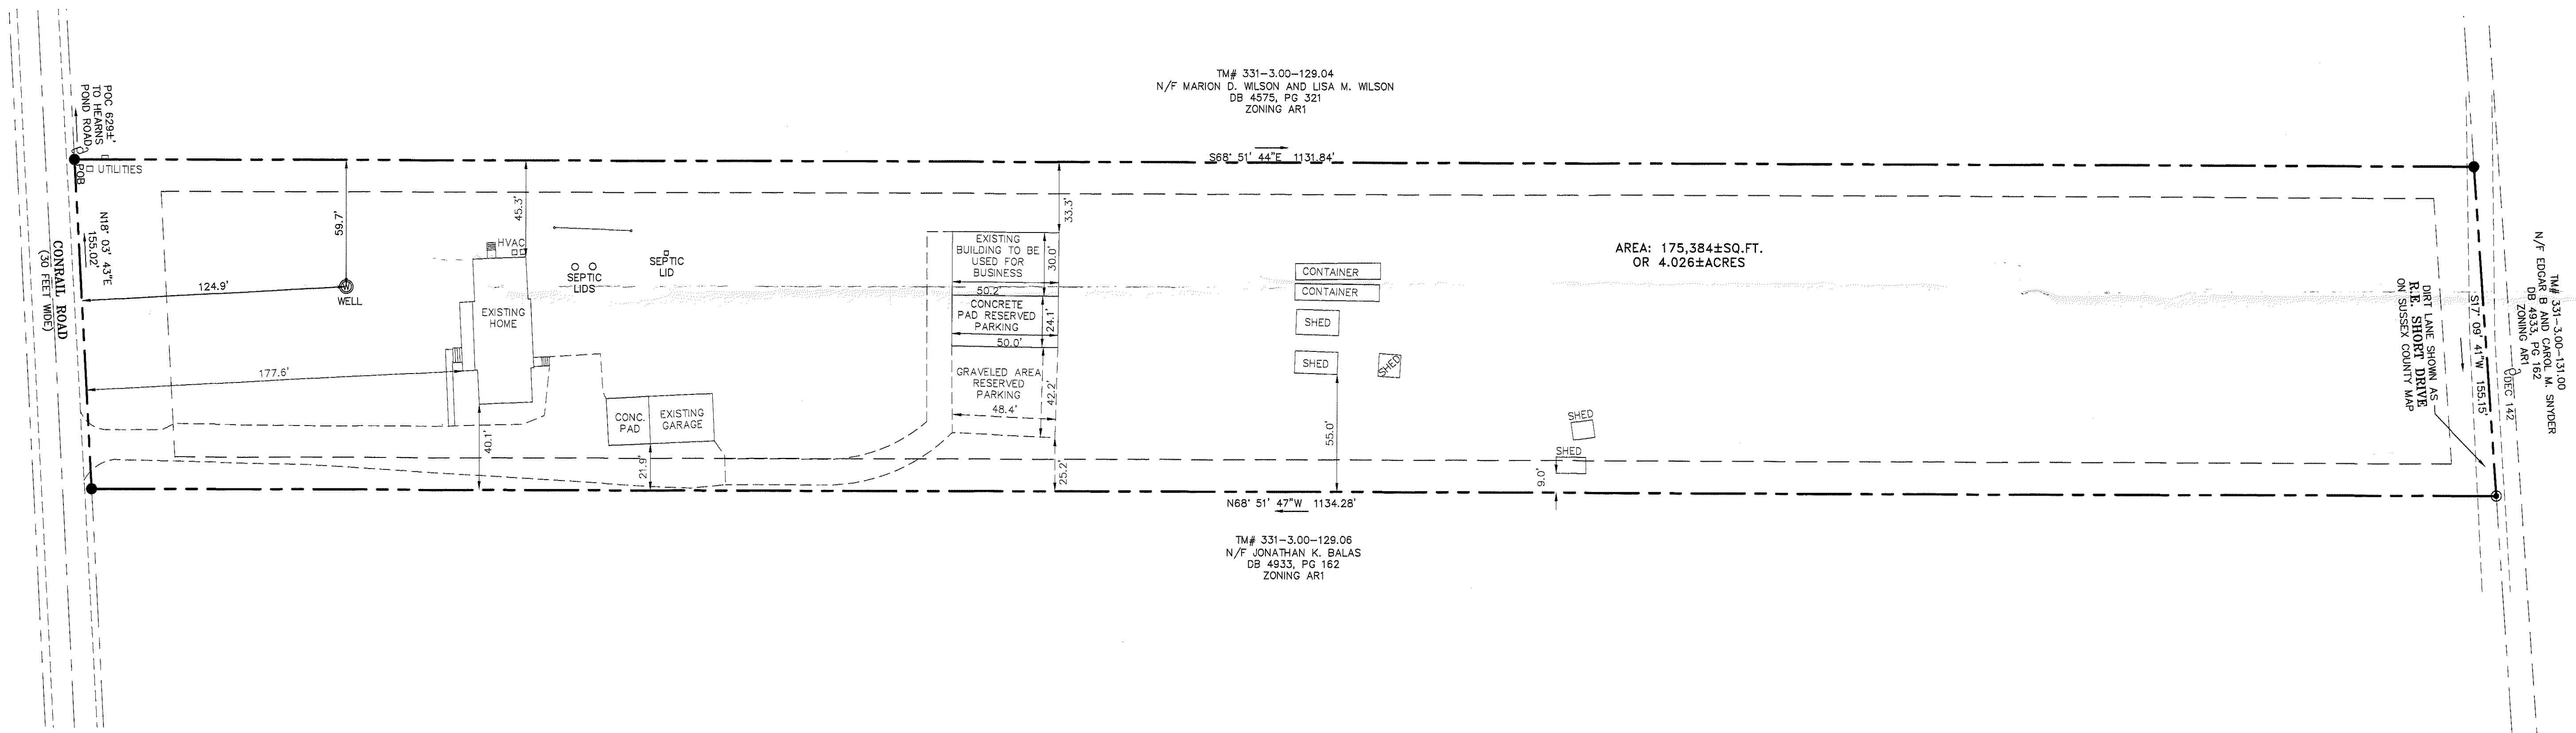 TM# 331-3.00-129.04
N/F MARION D. WILSON AND LISA M. WILSON
DB 4575, PG 321
ZONING AR1
POC 629±'
TO HEARNS
POND ROAD
POB
UTILITIES
S68° 51' 44"E 1131.84'
N18° 03' 43"E
155.02'
CONRAIL ROAD
(30 FEET WIDE)
59.7'
124.9'
WELL
177.6'
45.3'
HVAC
EXISTING
HOME
40.1'
SEPTIC
LIDS
SEPTIC
LID
CONC.
PAD
EXISTING
GARAGE
21.9'
33.3'
EXISTING
BUILDING TO BE
USED FOR
BUSINESS
30.0'
50.2'
CONCRETE
PAD RESERVED
PARKING
24.1'
50.0'
GRAVELED AREA
RESERVED
PARKING
42.2'
48.4'
25.2'
CONTAINER
CONTAINER
SHED
SHED
SHED
55.0'
SHED
SHED
9.0'
AREA: 175,384±SQ.FT.
OR 4.026±ACRES
DIRT LANE SHOWN AS
R.E. SHORT DRIVE
ON SUSSEX COUNTY MAP
S17° 09' 41"W 155.15'
DEC 142
TM# 331-3.00-131.00
N/F EDGAR B AND CAROL M. SNYDER
DB 4933, PG 162
ZONING AR1
N68° 51' 47"W 1134.28'
TM# 331-3.00-129.06
N/F JONATHAN K. BALAS
DB 4933, PG 162
ZONING AR1